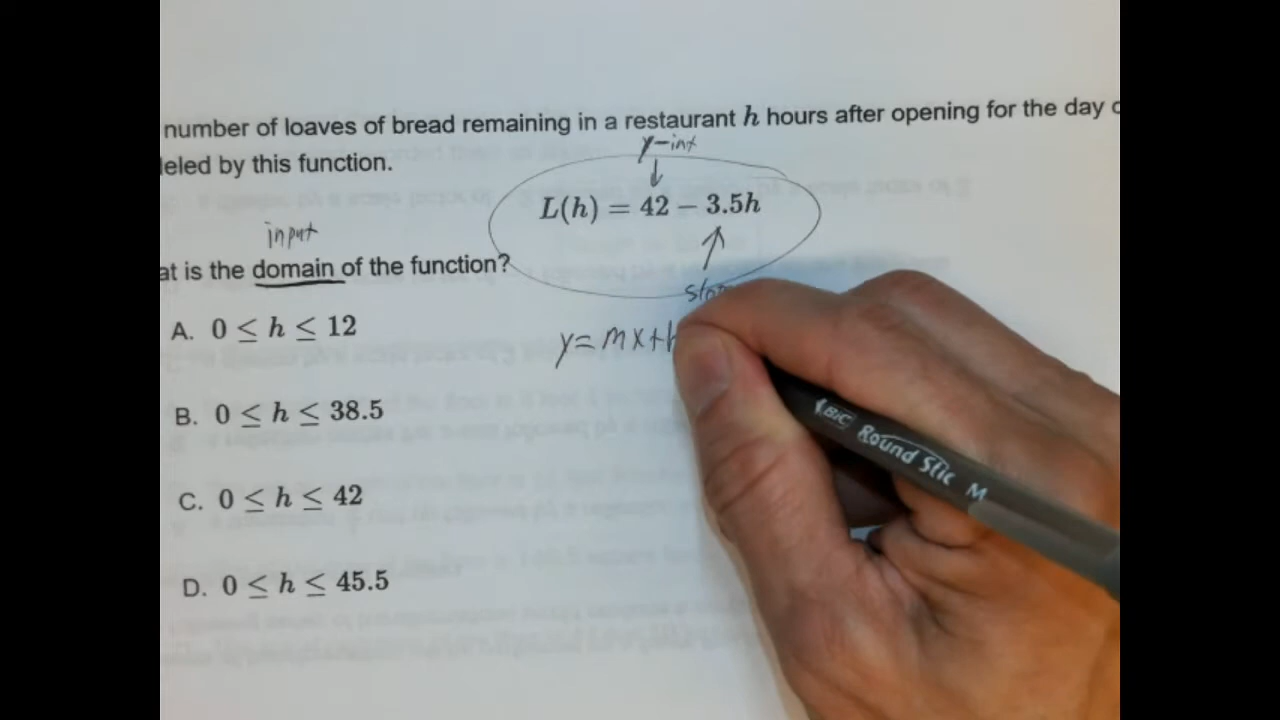 number of loaves of bread remaining in a restaurant h hours after opening for the day
eled by this function.
y-int
L(h) = 42 − 3.5h
input
at is the domain of the function?
A. 0 ≤ h ≤ 12
y=mx+b
B. 0 ≤ h ≤ 38.5
BIC Round Stic M
C. 0 ≤ h ≤ 42
D. 0 ≤ h ≤ 45.5